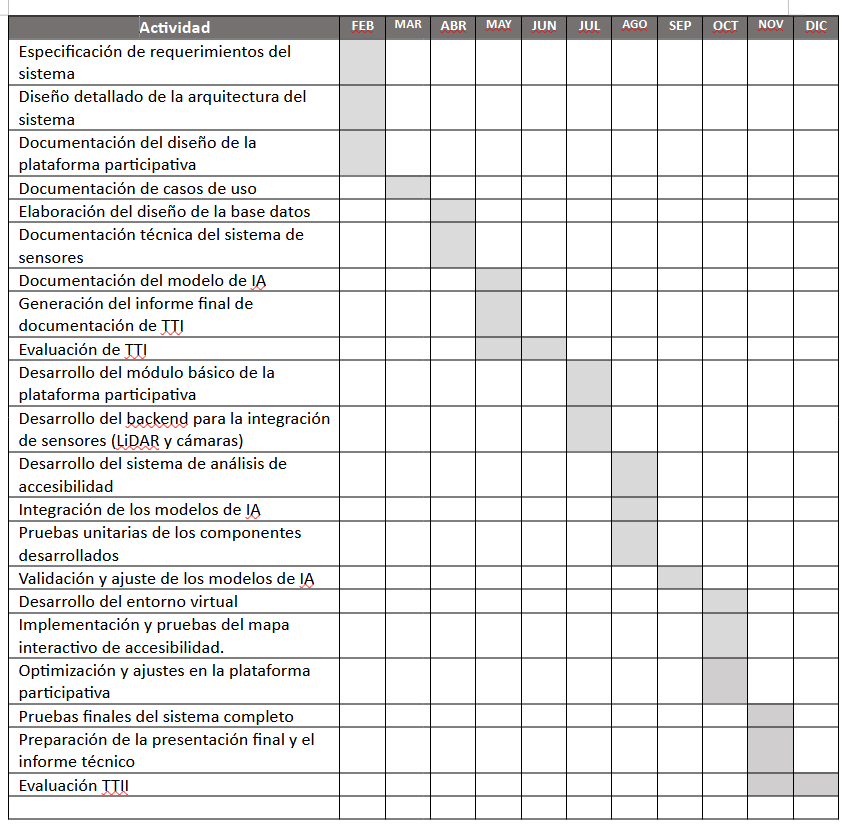 Actividad FEB MAR ABR MAY JUN JUL AGO SEP OCT NOV DIC
Especificación de requerimientos del
sistema
Diseño detallado de la arquitectura del
sistema
Documentación del diseño de la
plataforma participativa
Documentación de casos de uso
Elaboración del diseño de la base datos
Documentación técnica del sistema de
sensores
Documentación del modelo de IA
Generación del informe final de
documentación de TTI
Evaluación de TTI
Desarrollo del módulo básico de la
plataforma participativa
Desarrollo del backend para la integración
de sensores (LiDAR y cámaras)
Desarrollo del sistema de análisis de
accesibilidad
Integración de los modelos de IA
Pruebas unitarias de los componentes
desarrollados
Validación y ajuste de los modelos de IA
Desarrollo del entorno virtual
Implementación y pruebas del mapa
interactivo de accesibilidad.
Optimización y ajustes en la plataforma
participativa
Pruebas finales del sistema completo
Preparación de la presentación final y el
informe técnico
Evaluación TTII